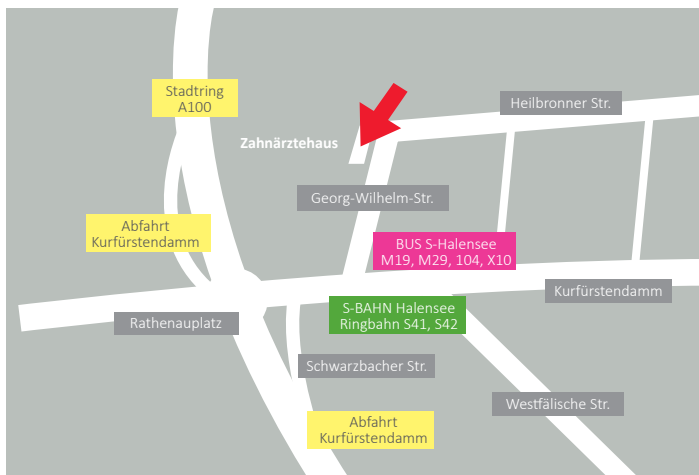 Stadtring
A100
Heilbronner Str.
Zahnärztehaus
Georg-Wilhelm-Str.
Abfahrt
Kurfürstendamm
BUS S-Halensee
M19, M29, 104, X10
Kurfürstendamm
S-BAHN Halensee
Ringbahn S41, S42
Rathenauplatz
Schwarzbacher Str.
Westfälische Str.
Abfahrt
Kurfürstendamm